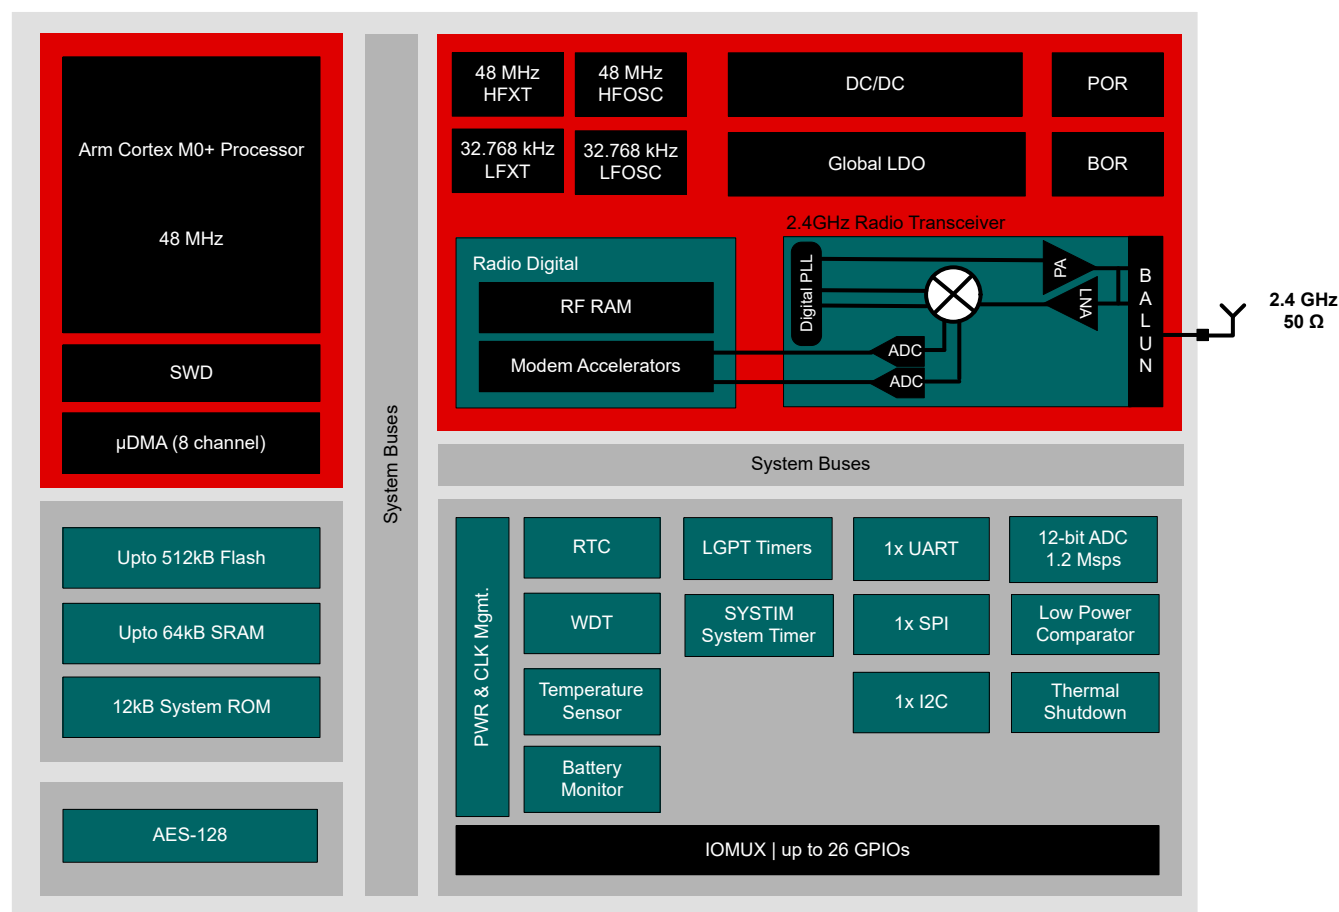 Arm Cortex M0+ Processor
48 MHz
SWD
µDMA (8 channel)
Upto 512kB Flash
Upto 64kB SRAM
12kB System ROM
AES-128
System Buses
48 MHz
HFXT
48 MHz
HFOSC
DC/DC
POR
32.768 kHz
LFXT
32.768 kHz
LFOSC
Global LDO
BOR
2.4GHz Radio Transceiver
Radio Digital
RF RAM
Modem Accelerators
Digital PLL
PA
LNA
ADC
ADC
BALUN
2.4 GHz
50 Ω
System Buses
PWR & CLK Mgmt.
RTC
WDT
Temperature
Sensor
Battery
Monitor
LGPT Timers
SYSTIM
System Timer
1x UART
1x SPI
1x I2C
12-bit ADC
1.2 Msps
Low Power
Comparator
Thermal
Shutdown
IOMUX | up to 26 GPIOs